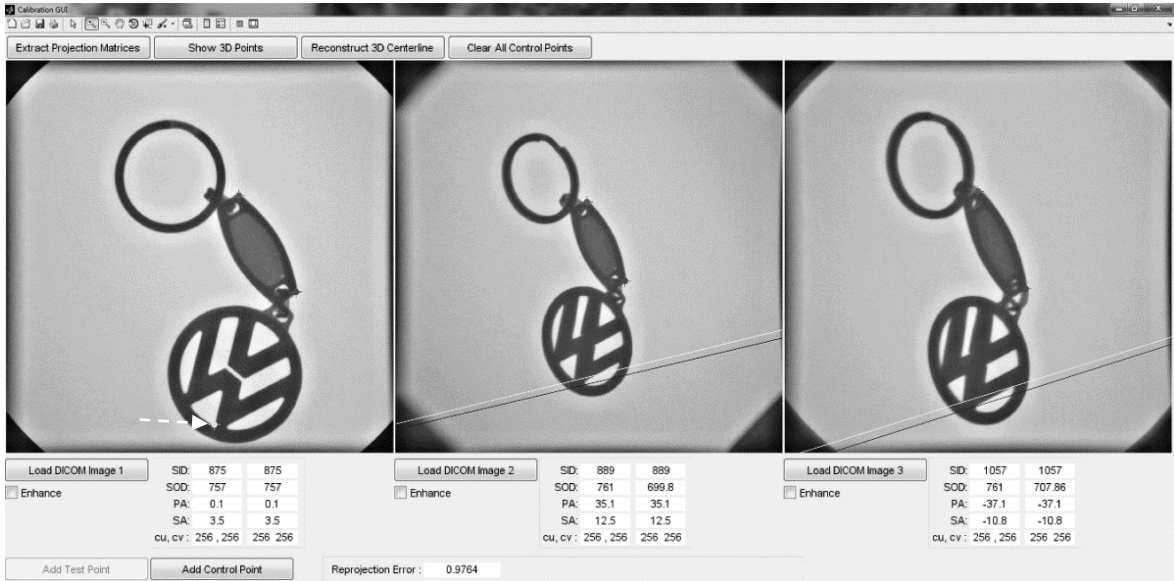 Calibration GUI
Extract Projection Matrices Show 3D Points Reconstruct 3D Centerline Clear All Control Points
Load DICOM Image 1 SID: 875 875 Load DICOM Image 2 SID: 889 889 Load DICOM Image 3 SID: 1057 1057
Enhance SOD: 757 757 Enhance SOD: 761 699.8 Enhance SOD: 761 707.86
PA: 0.1 0.1 PA: 35.1 35.1 PA: -37.1 -37.1
SA: 3.5 3.5 SA: 12.5 12.5 SA: -10.8 -10.8
cu, cv : 256 , 256 256 256 cu, cv : 256 , 256 256 256 cu, cv : 256 , 256 256 256
Add Test Point Add Control Point Reprojection Error : 0.9764